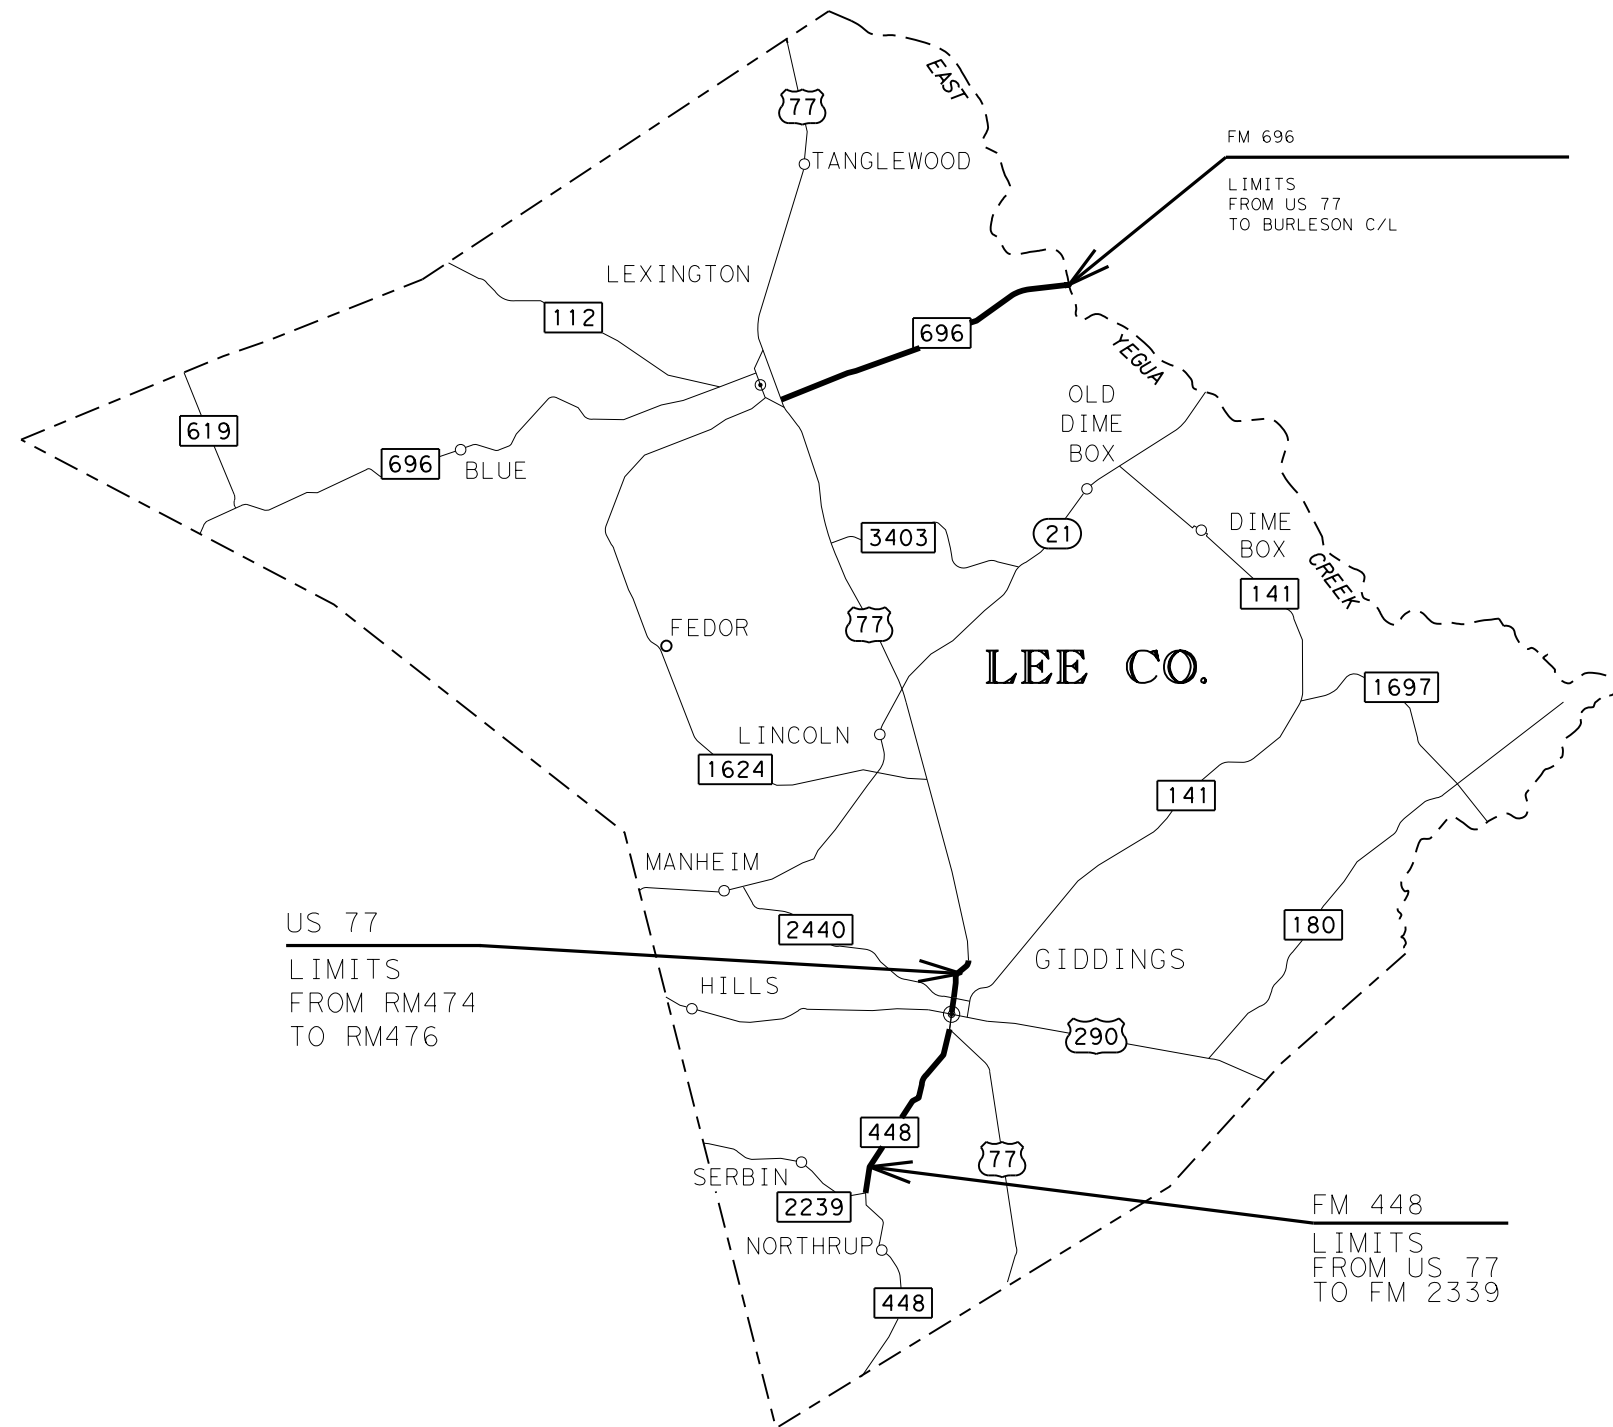 EAST
77
TANGLEWOOD
FM 696
LIMITS
FROM US 77
TO BURLESON C/L
LEXINGTON
112
696
YEGUA
OLD
DIME
BOX
619
696
BLUE
21
3403
DIME
BOX
CREEK
141
77
FEDOR
LEE CO.
1697
LINCOLN
1624
141
MANHEIM
US 77
LIMITS
FROM RM474
TO RM476
2440
180
GIDDINGS
HILLS
290
448
77
SERBIN
2239
NORTHRUP
448
FM 448
LIMITS
FROM US 77
TO FM 2339